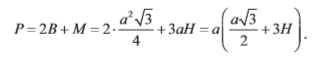 P = 2B + M = 2 · a²√3/4 + 3aH = a(a√3/2 + 3H).